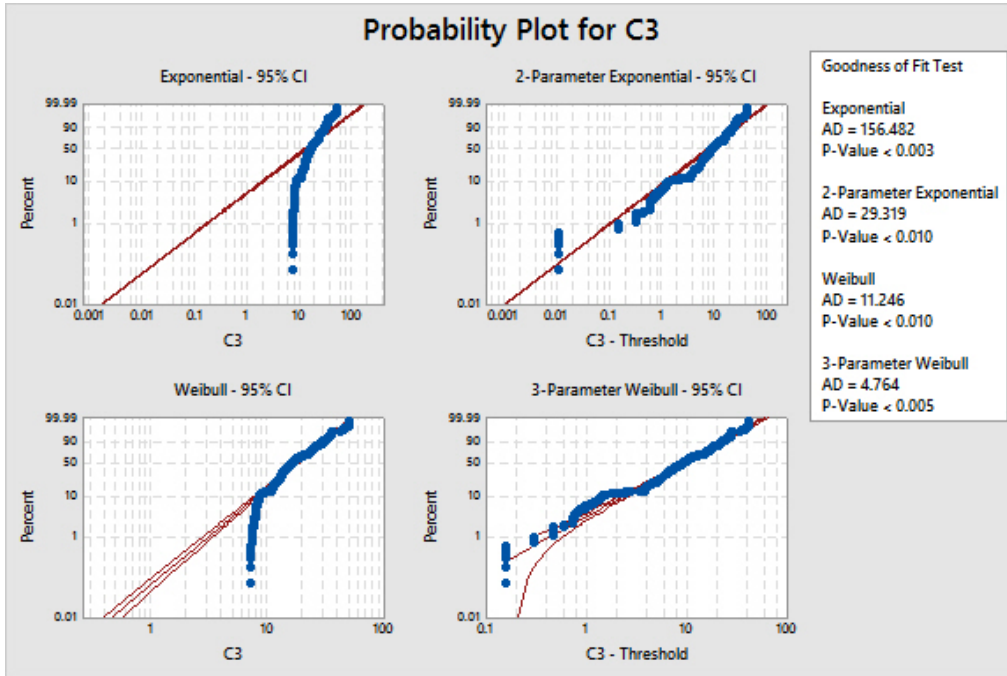 Probability Plot for C3
Exponential - 95% CI
99.99
90
50
10
1
0.01
Percent
0.001 0.01 0.1 1 10 100
C3
2-Parameter Exponential - 95% CI
99.99
90
50
10
1
0.01
Percent
0.001 0.01 0.1 1 10 100
C3 - Threshold
Weibull - 95% CI
99.99
90
50
10
1
0.01
Percent
1 10 100
C3
3-Parameter Weibull - 95% CI
99.99
90
50
10
1
0.01
Percent
0.1 1 10 100
C3 - Threshold
Goodness of Fit Test
Exponential
AD = 156.482
P-Value < 0.003
2-Parameter Exponential
AD = 29.319
P-Value < 0.010
Weibull
AD = 11.246
P-Value < 0.010
3-Parameter Weibull
AD = 4.764
P-Value < 0.005